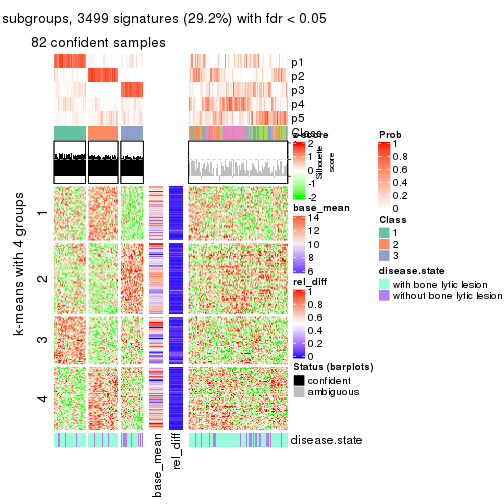 subgroups, 3499 signatures (29.2%) with fdr < 0.05
82 confident samples
p1
p2
p3
p4
p5
Class
Silhouette
score
k-means with 4 groups
1
2
3
4
base_mean
rel_diff
disease.state
z-score
2
1
0
-1
-2
base_mean
14
12
10
8
6
rel_diff
1
0.8
0.6
0.4
0.2
0
Status (barplots)
confident
ambiguous
Prob
1
0.8
0.6
0.4
0.2
0
Class
1
2
3
disease.state
with bone lytic lesion
without bone lytic lesion